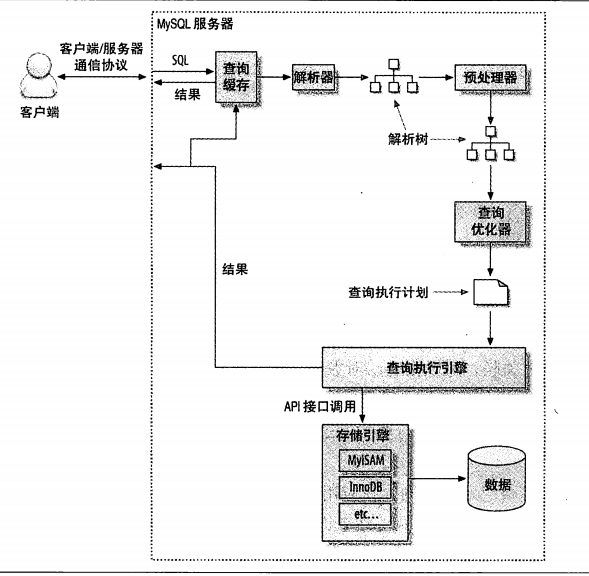 MySQL 服务器
客户端/服务器
通信协议
客户端
SQL
结果
查询
缓存
解析器
预处理器
解析树
查询
优化器
结果
查询执行计划
查询执行引擎
API 接口调用
存储引擎
MyISAM
InnoDB
etc...
数据